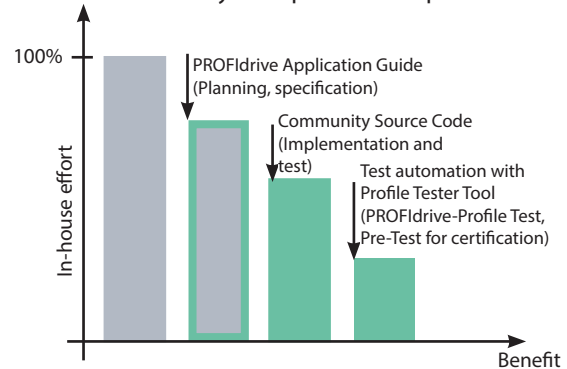 100%
PROFIdrive Application Guide
(Planning, specification)
Community Source Code
(Implementation and
test)
Test automation with
Profile Tester Tool
(PROFIdrive-Profile Test,
Pre-Test for certification)
In-house effort
Benefit